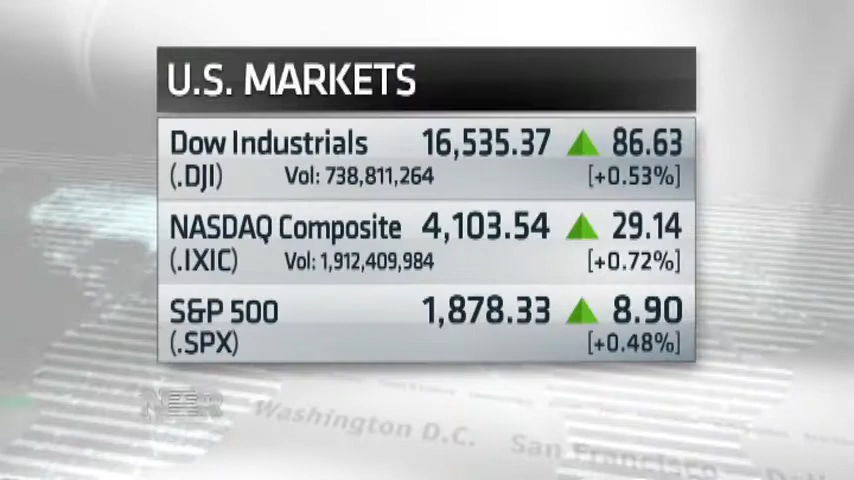 U.S. MARKETS
Dow Industrials 16,535.37 ▲ 86.63
(.DJI) Vol: 738,811,264 [+0.53%]
NASDAQ Composite 4,103.54 ▲ 29.14
(.IXIC) Vol: 1,912,409,984 [+0.72%]
S&P 500 1,878.33 ▲ 8.90
(.SPX) [+0.48%]
NBR
Washington D.C.
San Francisco